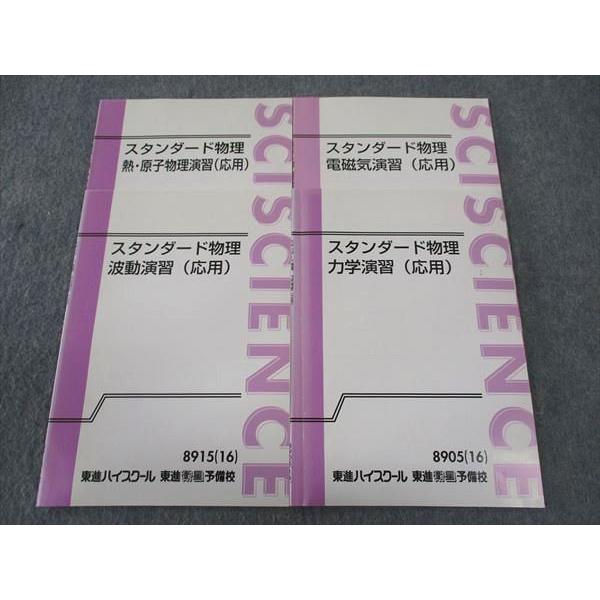 スタンダード物理
熱・原子物理演習(応用)
SCI
スタンダード物理
電磁気演習(応用)
SCI
スタンダード物理
波動演習(応用)
SCIENCE
8915(16)
東進ハイスクール 東進衛星予備校
スタンダード物理
力学演習(応用)
SCIENCE
8905(16)
東進ハイスクール 東進衛星予備校